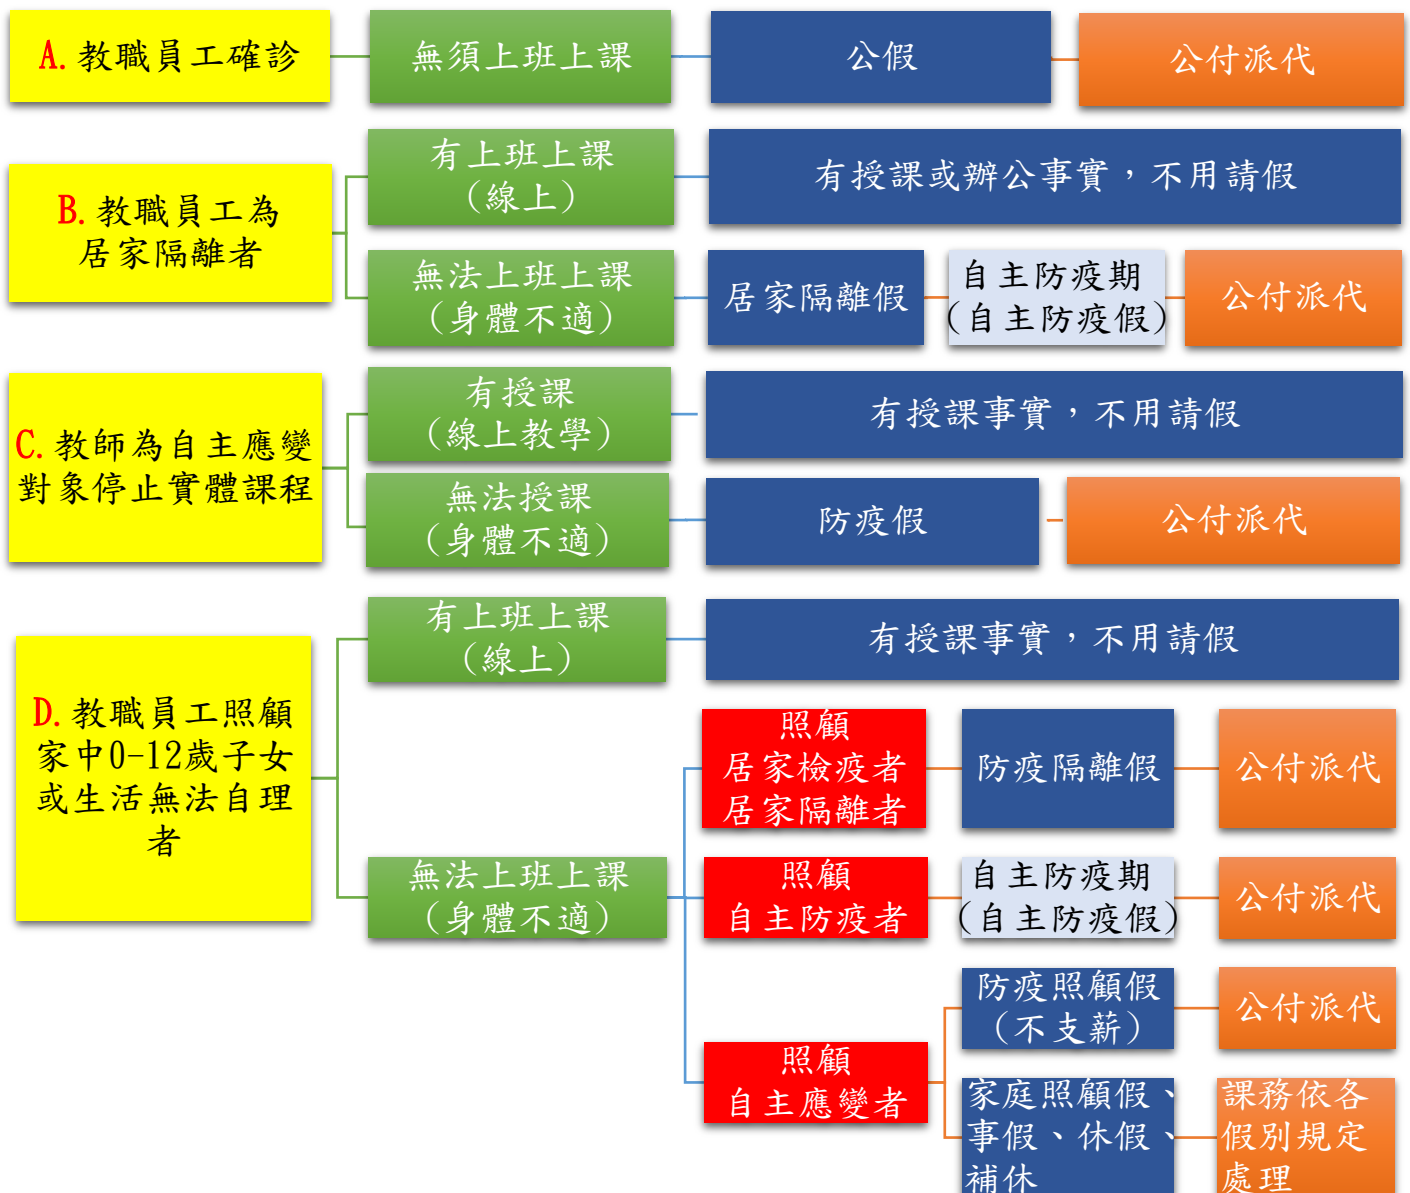 A.教職員工確診
無須上班上課
公假
公付派代
B.教職員工為
居家隔離者
有上班上課
(線上)
有授課或辦公事實，不用請假
無法上班上課
(身體不適)
居家隔離假
自主防疫期
(自主防疫假)
公付派代
C.教師為自主應變
對象停止實體課程
有授課
(線上教學)
有授課事實，不用請假
無法授課
(身體不適)
防疫假
公付派代
D.教職員工照顧
家中0-12歲子女
或生活無法自理
者
有上班上課
(線上)
有授課事實，不用請假
無法上班上課
(身體不適)
照顧
居家檢疫者
居家隔離者
防疫隔離假
公付派代
照顧
自主防疫者
自主防疫期
(自主防疫假)
公付派代
照顧
自主應變者
防疫照顧假
(不支薪)
公付派代
家庭照顧假、
事假、休假、
補休
課務依各
假別規定
處理